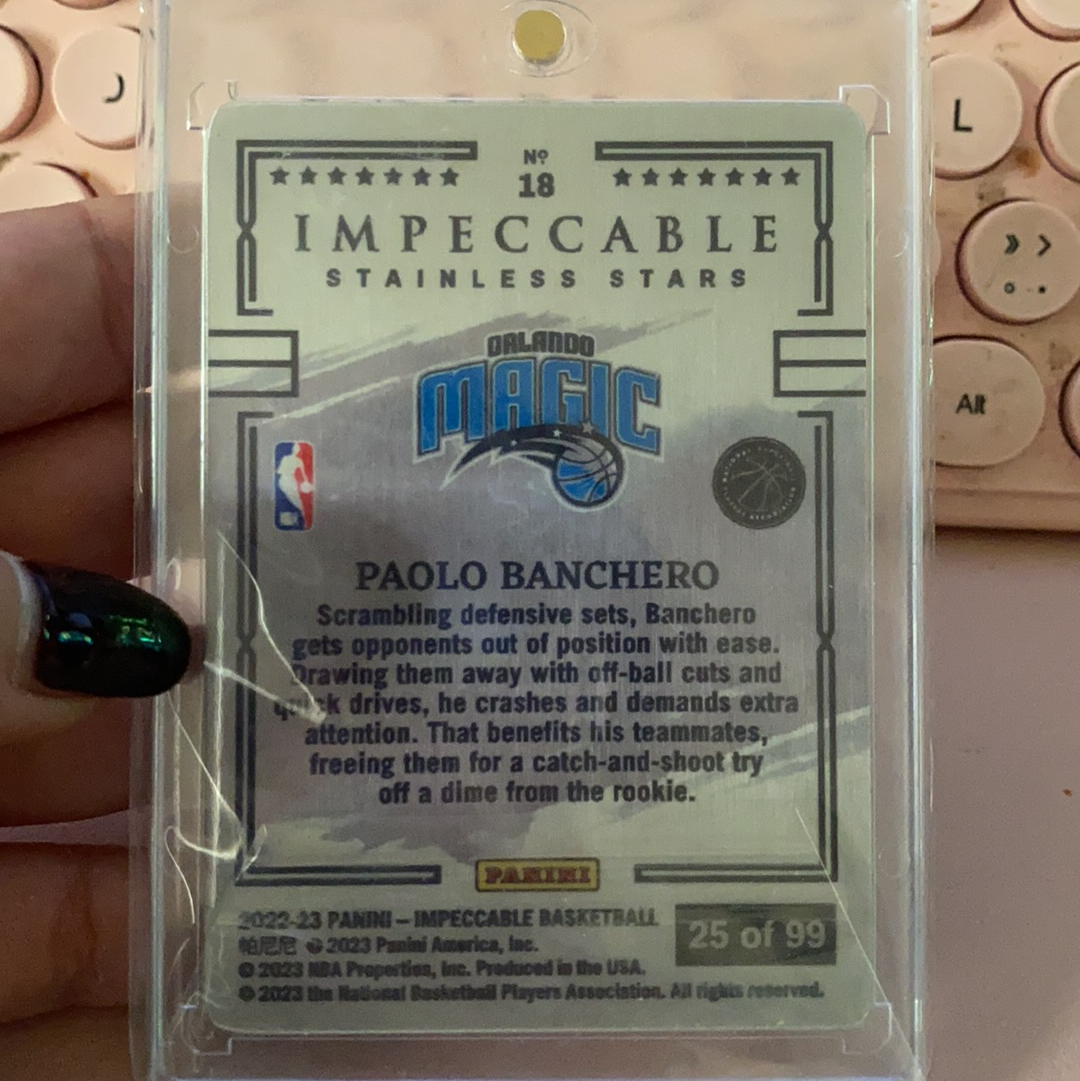 Nº
18
IMPECCABLE
STAINLESS STARS
ORLANDO
MAGIC
PAOLO BANCHERO
Scrambling defensive sets, Banchero
gets opponents out of position with ease.
Drawing them away with off-ball cuts and
quick drives, he crashes and demands extra
attention. That benefits his teammates,
freeing them for a catch-and-shoot try
off a dime from the rookie.
PANINI
2022-23 PANINI – IMPECCABLE BASKETBALL
帕尼尼 © 2023 Panini America, Inc.
25 of 99
© 2023 NBA Properties, Inc. Produced in the USA.
© 2023 the National Basketball Players Association. All rights reserved.
L
Alt